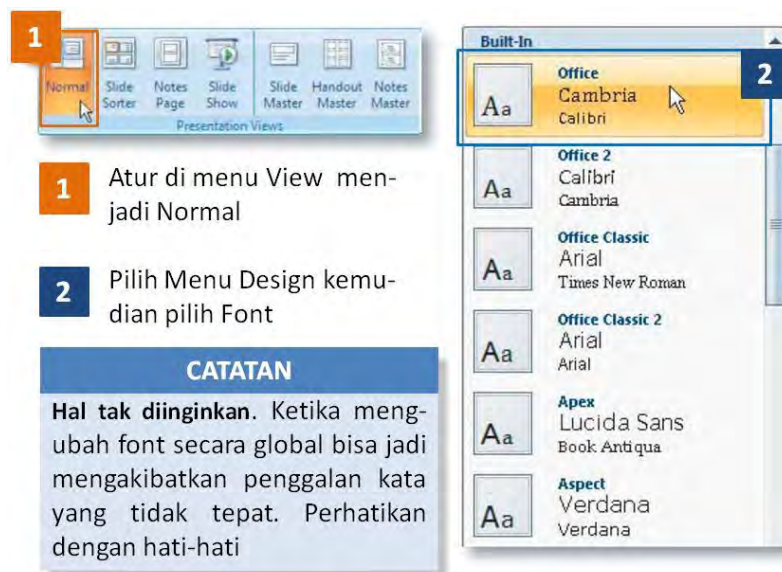 1
Normal
Slide Sorter
Notes Page
Slide Show
Slide Master
Handout Master
Notes Master
Presentation Views
1
Atur di menu View men-
jadi Normal
2
Pilih Menu Design kemu-
dian pilih Font
CATATAN
Hal tak diinginkan. Ketika meng-
ubah font secara global bisa jadi
mengakibatkan penggalan kata
yang tidak tepat. Perhatikan
dengan hati-hati
Built-In
2
Aa
Office
Cambria
Calibri
Aa
Office 2
Calibri
Cambria
Aa
Office Classic
Arial
Times New Roman
Aa
Office Classic 2
Arial
Arial
Aa
Apex
Lucida Sans
Book Antiqua
Aa
Aspect
Verdana
Verdana